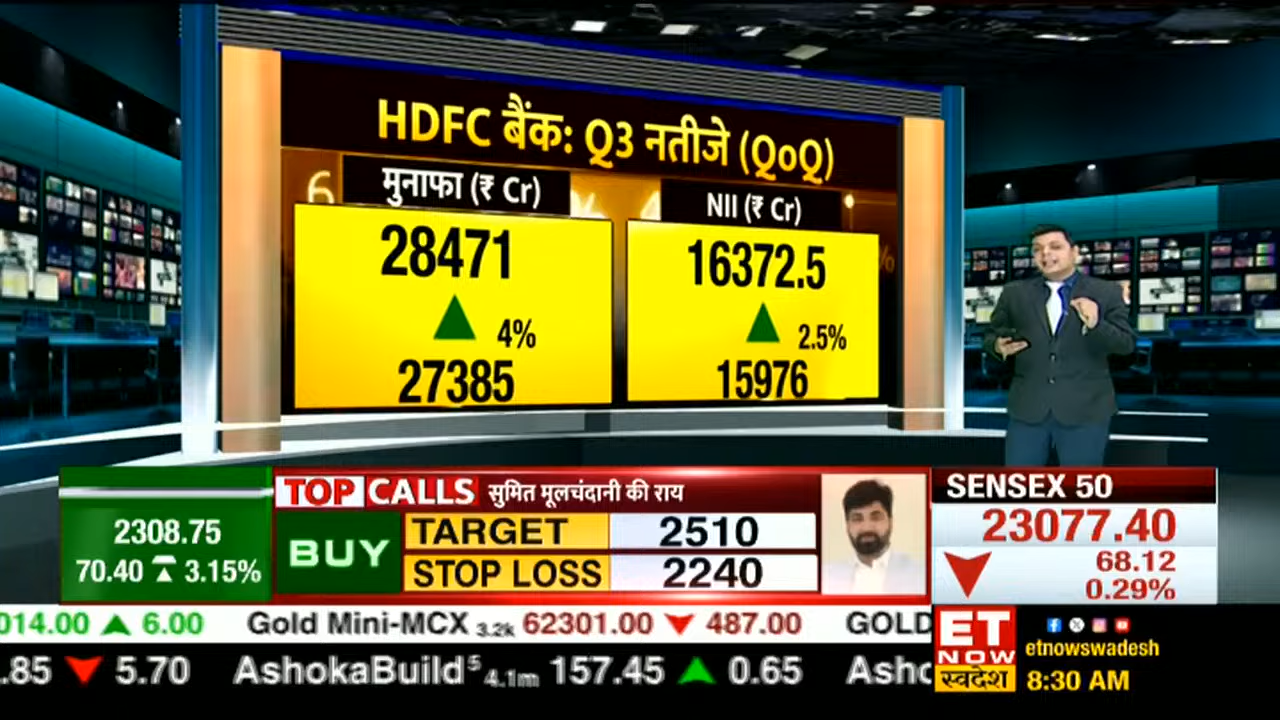 HDFC बैंक: Q3 नतीजे (QoQ)
मुनाफा (₹ Cr)
28471
4%
27385
NII (₹ Cr)
16372.5
2.5%
15976
2308.75
70.40 3.15%
TOP CALLS सुमित मूलचंदानी की राय
BUY
TARGET 2510
STOP LOSS 2240
SENSEX 50
23077.40
68.12
0.29%
014.00 6.00 Gold Mini-MCX 3.2k 62301.00 487.00 GOLD
.85 5.70 AshokaBuild 5 4.1m 157.45 0.65 Asho
ET
NOW
स्वदेश
etnowswadesh
8:30 AM